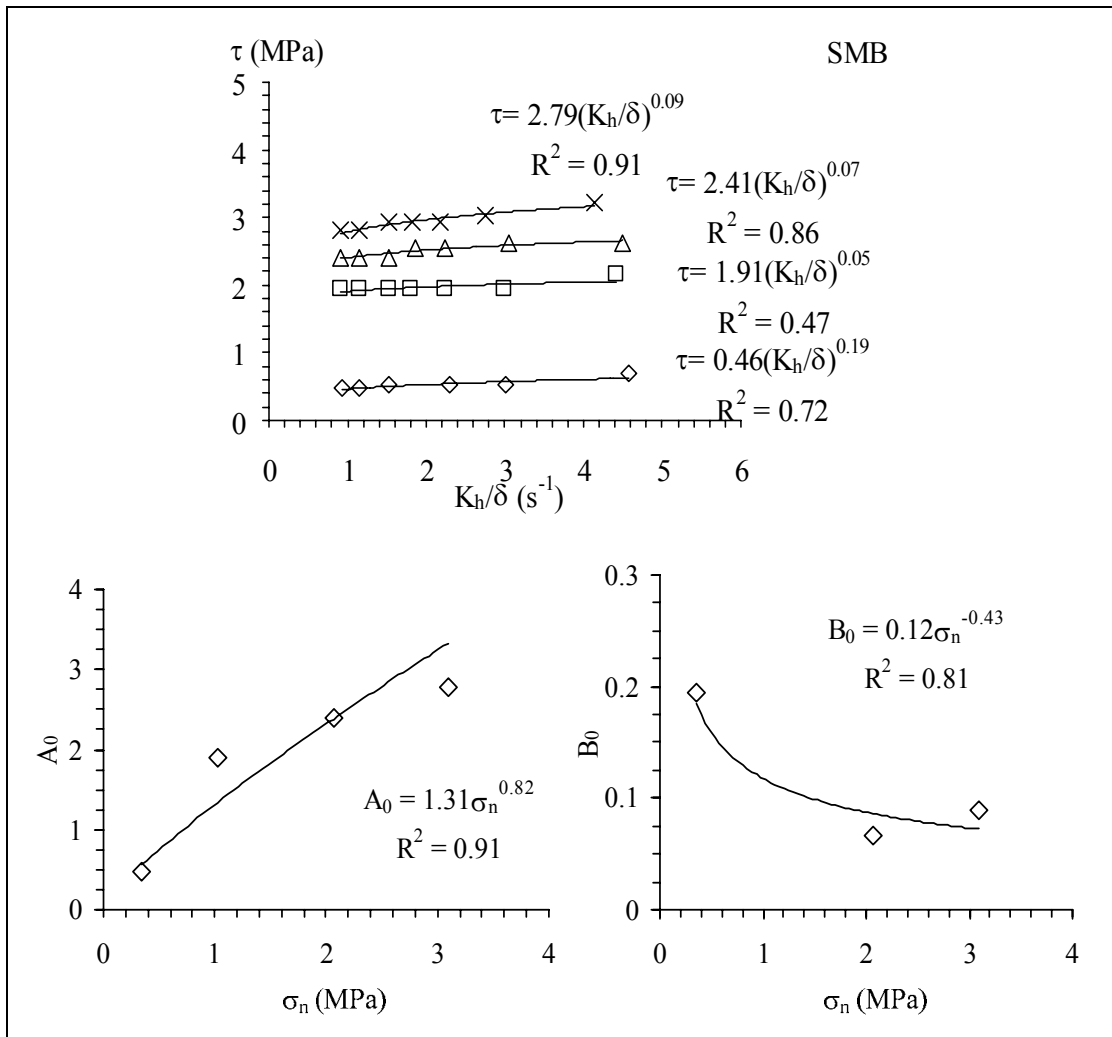 τ (MPa) SMB
5
τ= 2.79(Kh/δ)^0.09
4
R² = 0.91
τ= 2.41(Kh/δ)^0.07
3
R² = 0.86
τ= 1.91(Kh/δ)^0.05
2
R² = 0.47
τ= 0.46(Kh/δ)^0.19
1
R² = 0.72
0
0 1 2 3 4 5 6
Kh/δ (s⁻¹)
4
3
2
1
0
A₀
A₀ = 1.31σn^0.82
R² = 0.91
0 1 2 3 4
σn (MPa)
0.3
0.2
0.1
0
B₀
B₀ = 0.12σn^-0.43
R² = 0.81
0 1 2 3 4
σn (MPa)